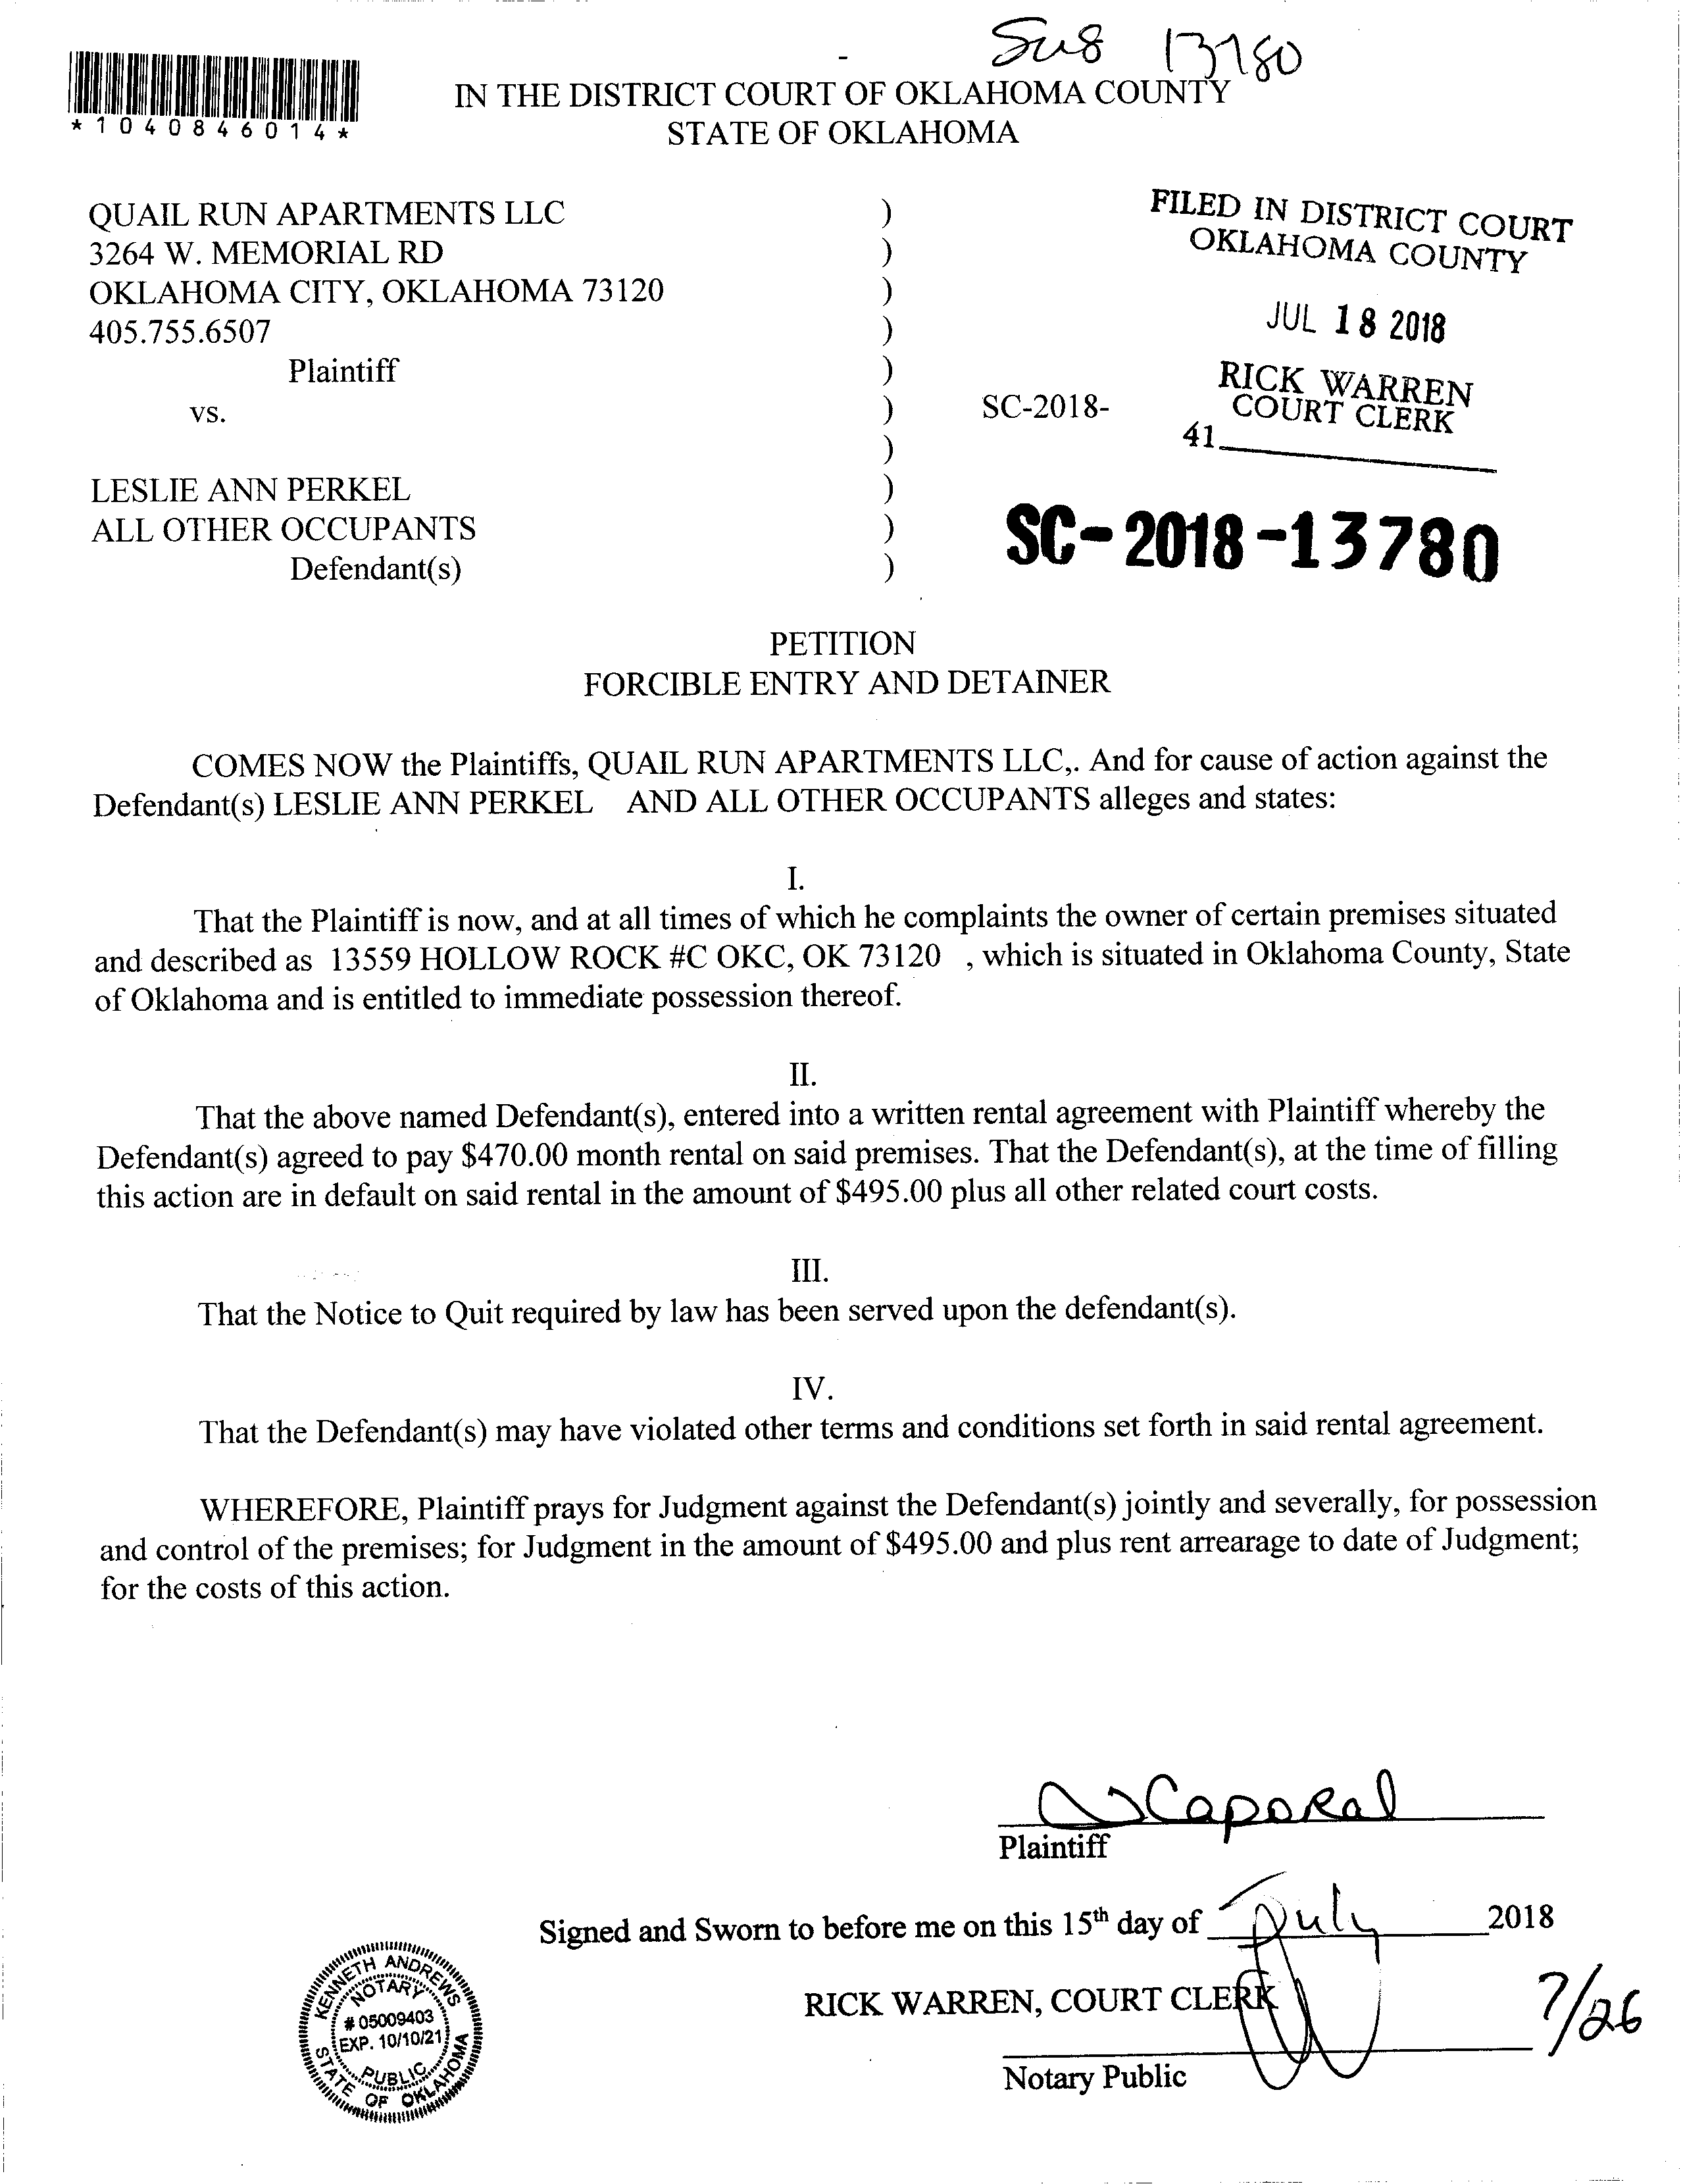 Sus 13780
*1040846014*
IN THE DISTRICT COURT OF OKLAHOMA COUNTY
STATE OF OKLAHOMA
QUAIL RUN APARTMENTS LLC )
3264 W. MEMORIAL RD )
OKLAHOMA CITY, OKLAHOMA 73120 )
405.755.6507 )
Plaintiff )
vs. ) SC-2018-
)
LESLIE ANN PERKEL )
ALL OTHER OCCUPANTS )
Defendant(s) )
FILED IN DISTRICT COURT
OKLAHOMA COUNTY
JUL 18 2018
RICK WARREN
COURT CLERK
41
SC-2018-13780
PETITION
FORCIBLE ENTRY AND DETAINER
COMES NOW the Plaintiffs, QUAIL RUN APARTMENTS LLC,. And for cause of action against the
Defendant(s) LESLIE ANN PERKEL AND ALL OTHER OCCUPANTS alleges and states:
I.
That the Plaintiff is now, and at all times of which he complaints the owner of certain premises situated
and described as 13559 HOLLOW ROCK #C OKC, OK 73120 , which is situated in Oklahoma County, State
of Oklahoma and is entitled to immediate possession thereof.
II.
That the above named Defendant(s), entered into a written rental agreement with Plaintiff whereby the
Defendant(s) agreed to pay $470.00 month rental on said premises. That the Defendant(s), at the time of filling
this action are in default on said rental in the amount of $495.00 plus all other related court costs.
III.
That the Notice to Quit required by law has been served upon the defendant(s).
IV.
That the Defendant(s) may have violated other terms and conditions set forth in said rental agreement.
WHEREFORE, Plaintiff prays for Judgment against the Defendant(s) jointly and severally, for possession
and control of the premises; for Judgment in the amount of $495.00 and plus rent arrearage to date of Judgment;
for the costs of this action.
Caporal
Plaintiff
Signed and Sworn to before me on this 15th day of July 2018
RICK WARREN, COURT CLERK
7/26
Notary Public
KENNETH ANDREWS
NOTARY
# 05009403
EXP. 10/10/21
PUBLIC
STATE OF OKLAHOMA